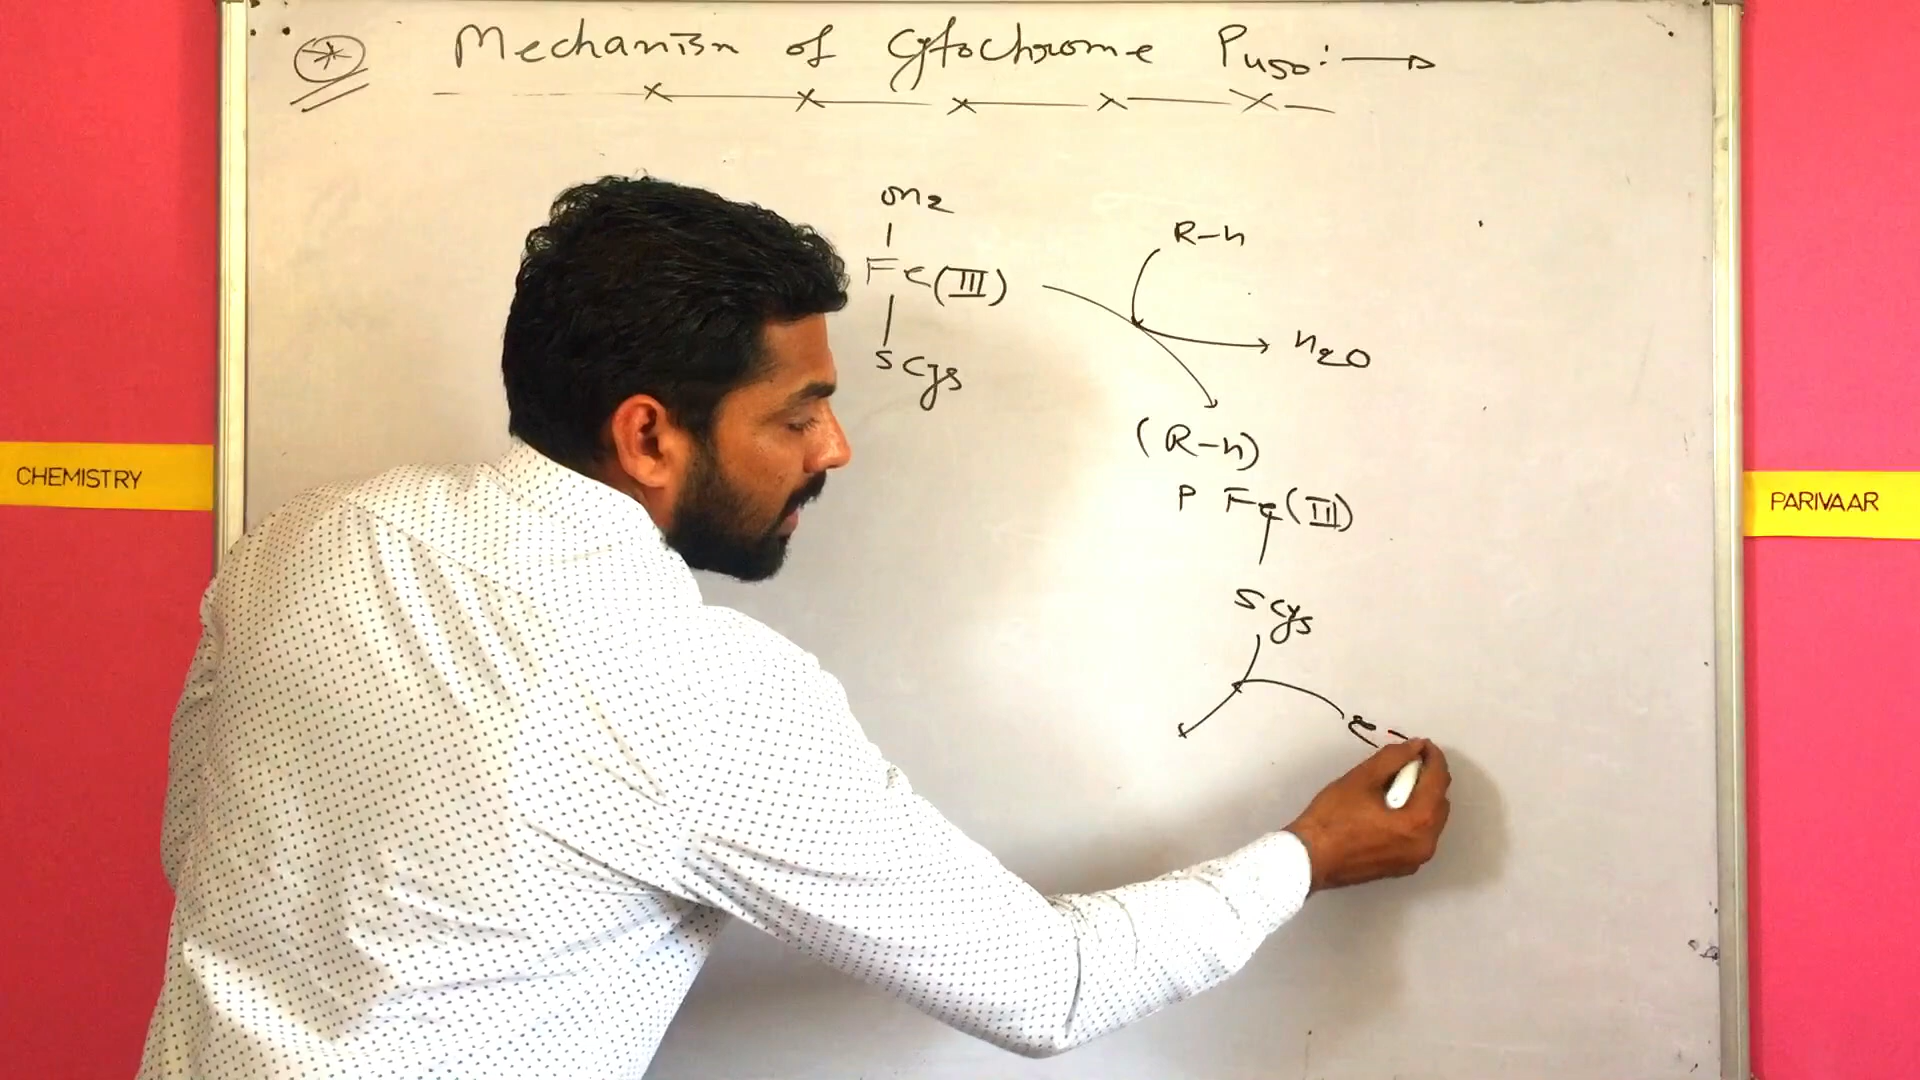 Mechanism of Cytochrome P450:→
OH2
Fe(III)
SCys
R-H
H2O
(R-H)
P Fe(III)
SCys
e-
CHEMISTRY
PARIVAAR